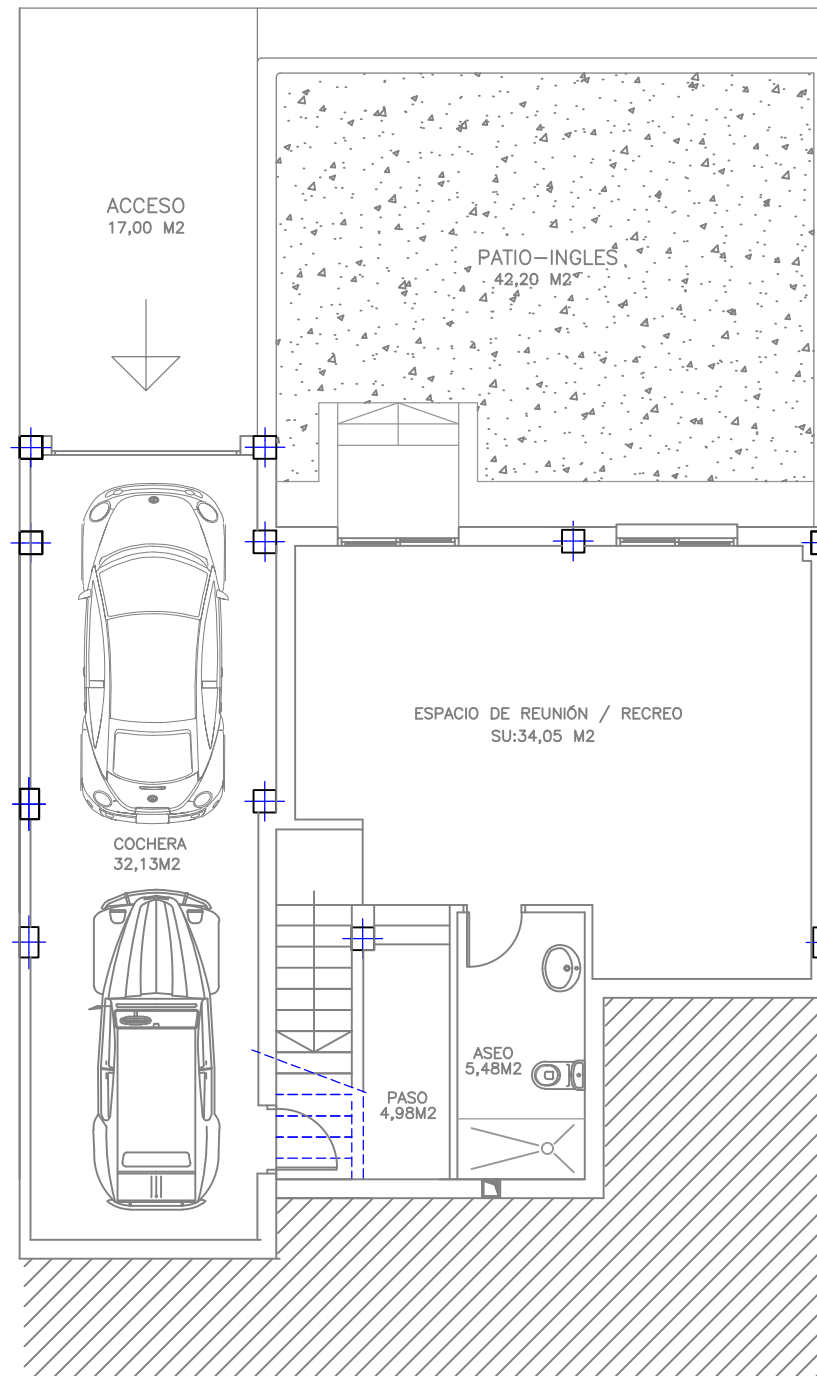 ACCESO
17,00 M2
PATIO-INGLES
42,20 M2
ESPACIO DE REUNIÓN / RECREO
SU:34,05 M2
COCHERA
32,13M2
ASEO
5,48M2
PASO
4,98M2